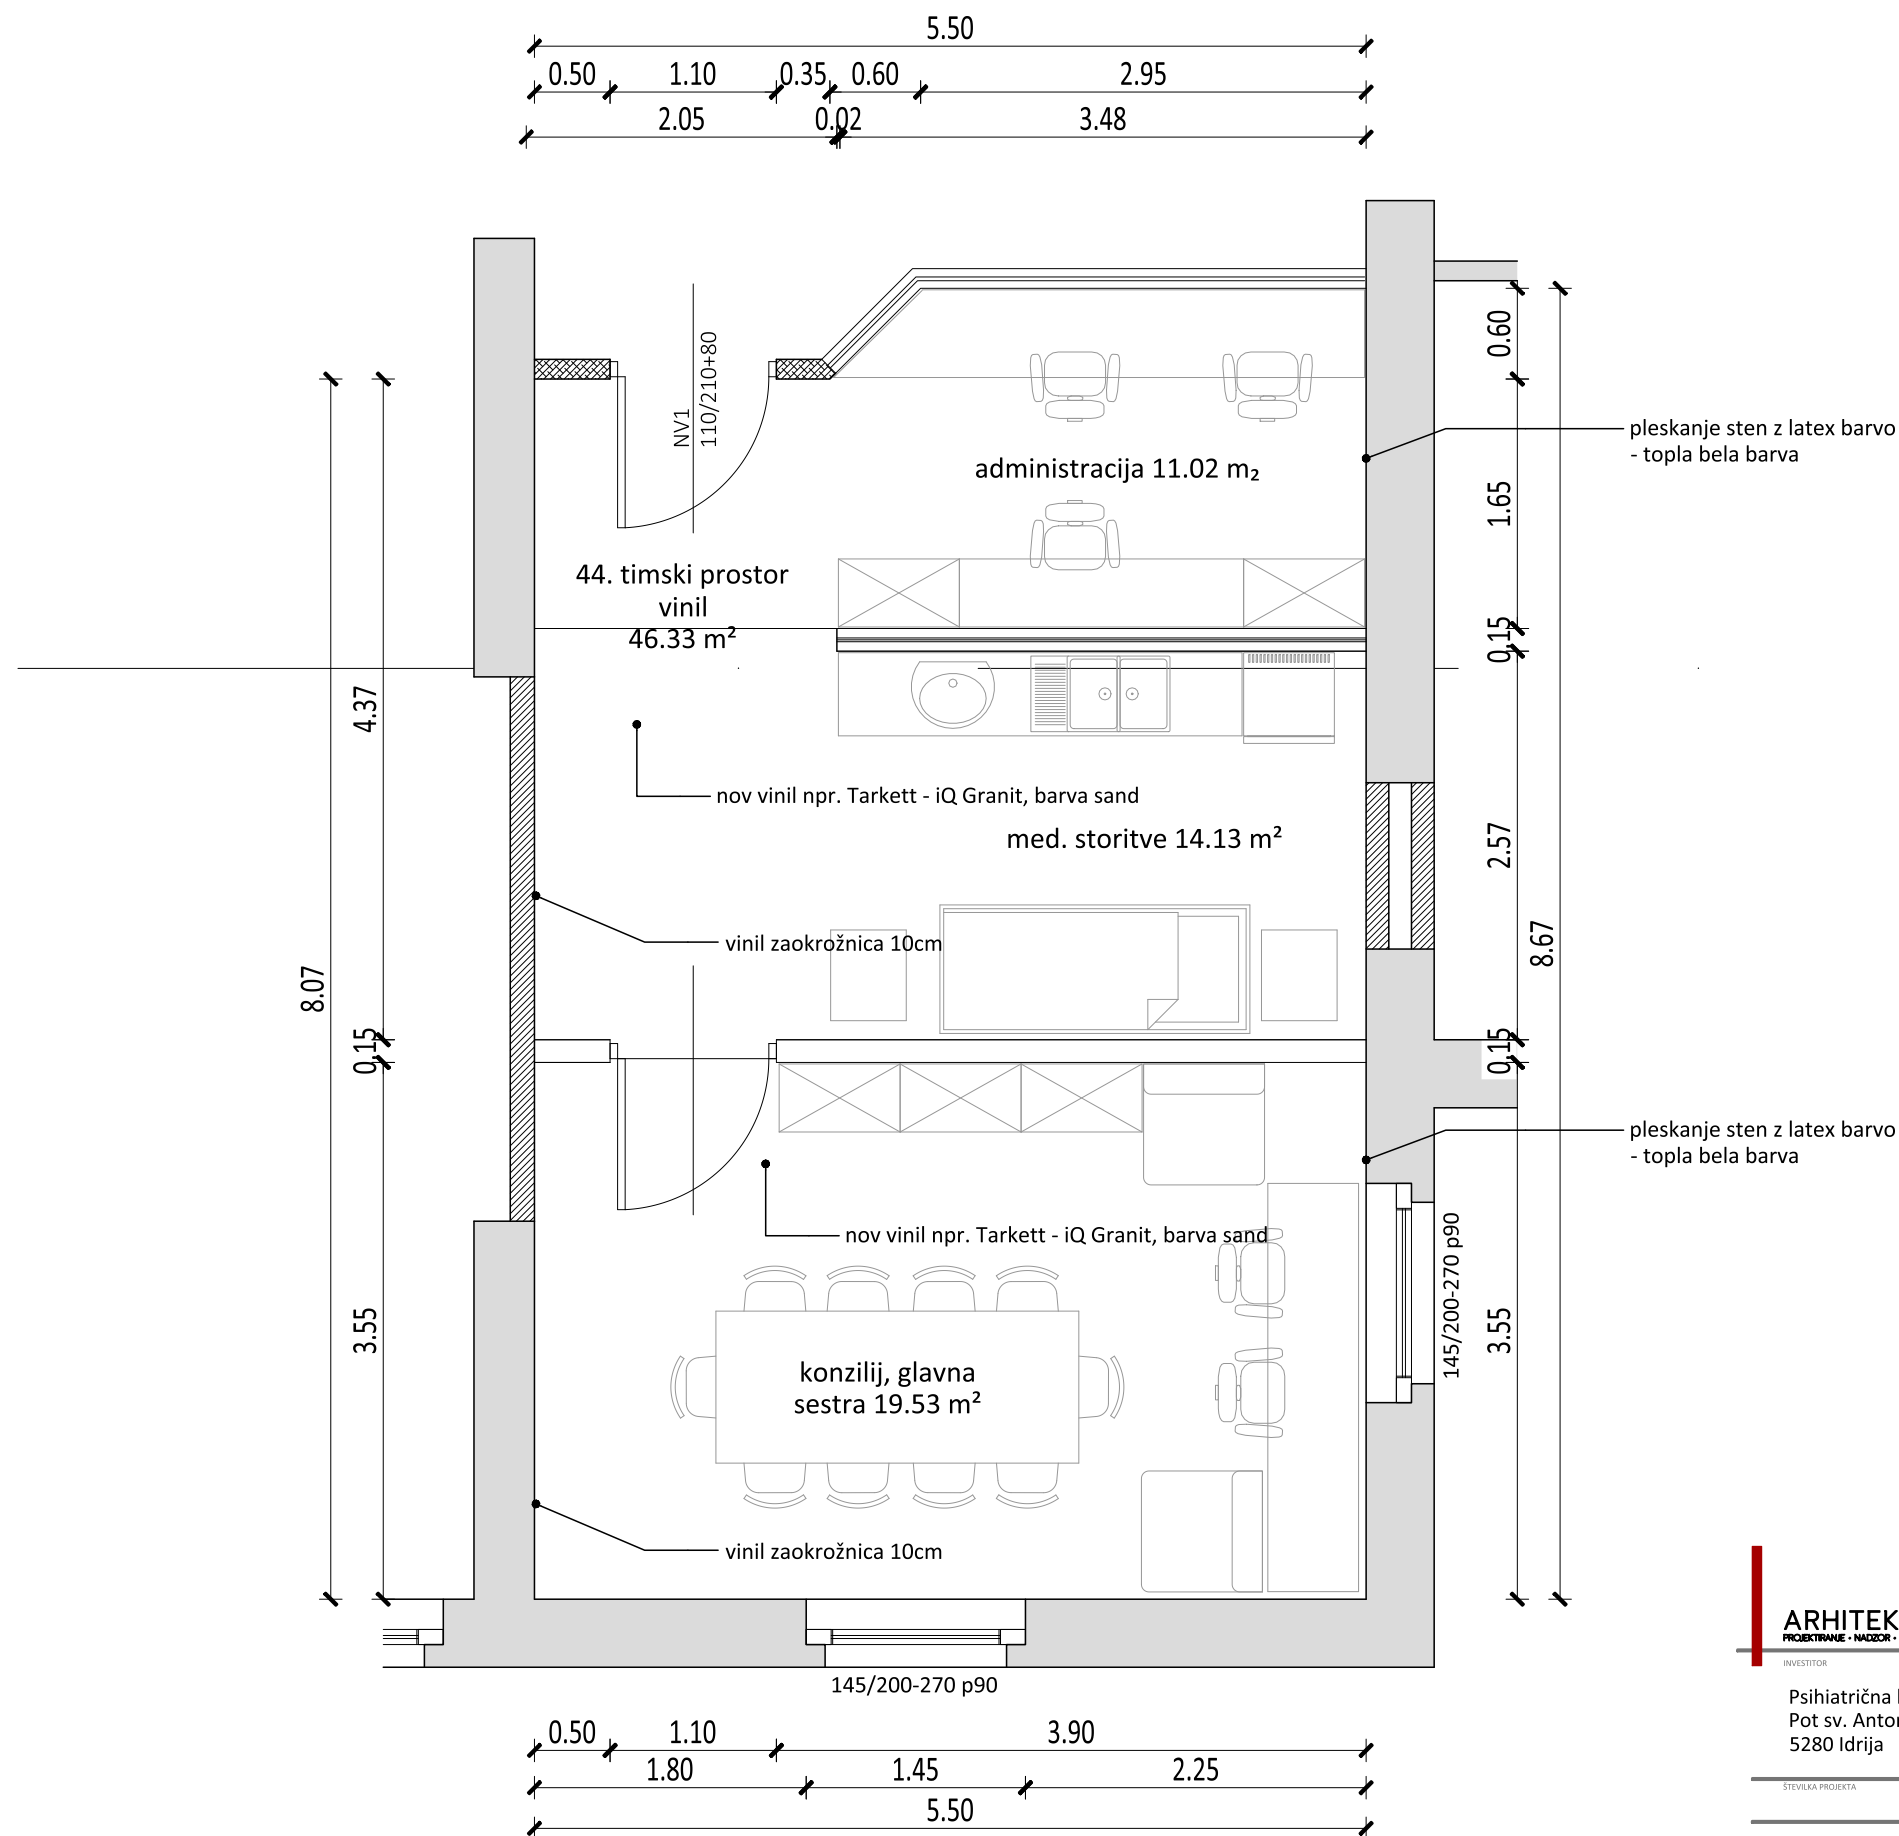 5.50
0.50 1.10 0.35 0.60 2.95
2.05 0.02 3.48
NV1
110/210+80
0.60
pleskanje sten z latex barvo
- topla bela barva
administracija 11.02 m₂
1.65
44. timski prostor
vinil
46.33 m²
0.15
4.37
nov vinil npr. Tarkett - iQ Granit, barva sand
med. storitve 14.13 m²
2.57
vinil zaokrožnica 10cm
8.67
8.07
0.15
0.15
pleskanje sten z latex barvo
- topla bela barva
nov vinil npr. Tarkett - iQ Granit, barva sand
145/200-270 p90
3.55
3.55
konzilij, glavna
sestra 19.53 m²
vinil zaokrožnica 10cm
145/200-270 p90
0.50 1.10 3.90
1.80 1.45 2.25
5.50
ARHITEK
PROJEKTIRANJE • NADZOR •
INVESTITOR
Psihiatrična
Pot sv. Anton
5280 Idrija
ŠTEVILKA PROJEKTA